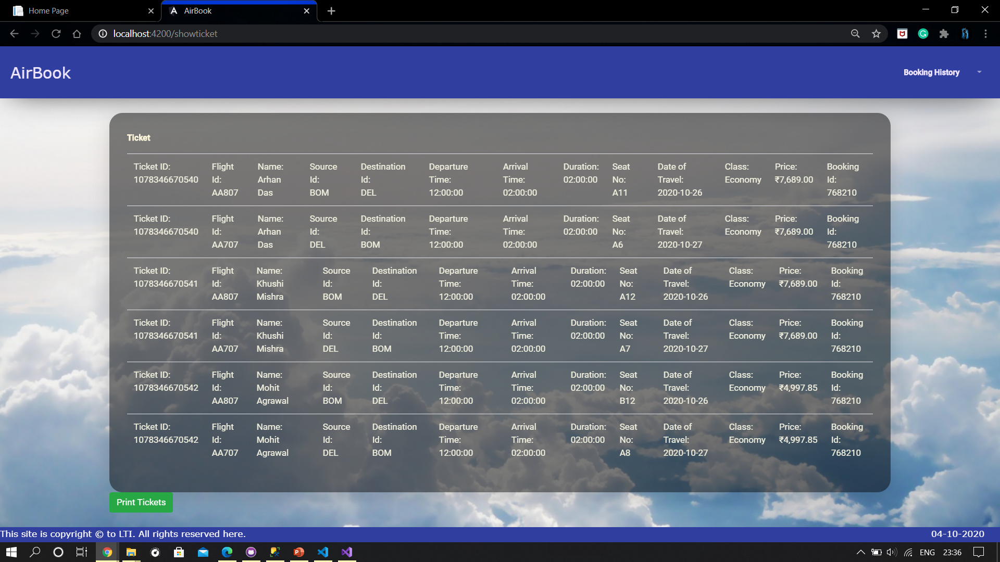 Home Page
AirBook
localhost:4200/showticket
AirBook
Booking History
Ticket
Ticket ID: Flight Name: Source Destination Departure Arrival Duration: Seat Date of Class: Price: Booking
1078346670540 Id: Arhan Id: Id: Time: Time: 02:00:00 No: Travel: Economy ₹7,689.00 Id:
AA807 Das BOM DEL 12:00:00 02:00:00 A11 2020-10-26 768210
Ticket ID: Flight Name: Source Destination Departure Arrival Duration: Seat Date of Class: Price: Booking
1078346670540 Id: Arhan Id: Id: Time: Time: 02:00:00 No: Travel: Economy ₹7,689.00 Id:
AA707 Das DEL BOM 12:00:00 02:00:00 A6 2020-10-27 768210
Ticket ID: Flight Name: Source Destination Departure Arrival Duration: Seat Date of Class: Price: Booking
1078346670541 Id: Khushi Id: Id: Time: Time: 02:00:00 No: Travel: Economy ₹7,689.00 Id:
AA807 Mishra BOM DEL 12:00:00 02:00:00 A12 2020-10-26 768210
Ticket ID: Flight Name: Source Destination Departure Arrival Duration: Seat Date of Class: Price: Booking
1078346670541 Id: Khushi Id: Id: Time: Time: 02:00:00 No: Travel: Economy ₹7,689.00 Id:
AA707 Mishra DEL BOM 12:00:00 02:00:00 A7 2020-10-27 768210
Ticket ID: Flight Name: Source Destination Departure Arrival Duration: Seat Date of Class: Price: Booking
1078346670542 Id: Mohit Id: Id: Time: Time: 02:00:00 No: Travel: Economy ₹4,997.85 Id:
AA807 Agrawal BOM DEL 12:00:00 02:00:00 B12 2020-10-26 768210
Ticket ID: Flight Name: Source Destination Departure Arrival Duration: Seat Date of Class: Price: Booking
1078346670542 Id: Mohit Id: Id: Time: Time: 02:00:00 No: Travel: Economy ₹4,997.85 Id:
AA707 Agrawal DEL BOM 12:00:00 02:00:00 A8 2020-10-27 768210
Print Tickets
This site is copyright © to LTI. All rights reserved here. 04-10-2020
ENG 23:36